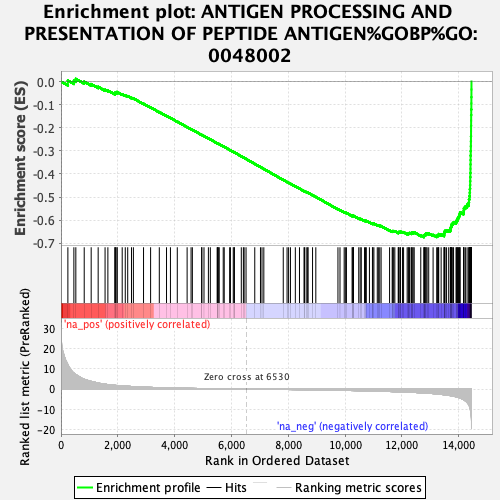 Enrichment plot: ANTIGEN PROCESSING AND
PRESENTATION OF PEPTIDE ANTIGEN%GOBP%GO:
0048002
Enrichment score (ES)
0.0
-0.1
-0.2
-0.3
-0.4
-0.5
-0.6
-0.7
'na_pos' (positively correlated)
Ranked list metric (PreRanked)
30
20
10
0
-10
-20
Zero cross at 6530
'na_neg' (negatively correlated)
0 2,000 4,000 6,000 8,000 10,000 12,000 14,000
Rank in Ordered Dataset
Enrichment profile Hits Ranking metric scores